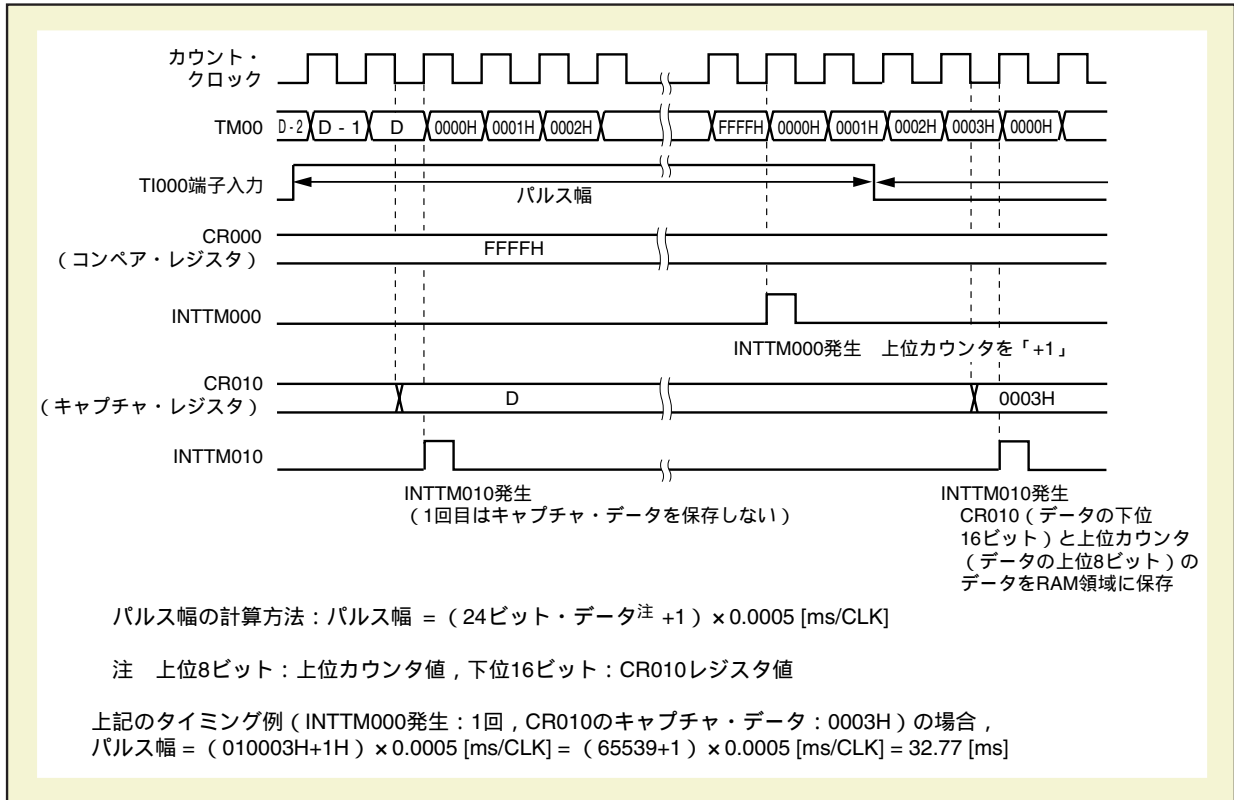 カウント・
クロック
TM00 D-2 D - 1 D 0000H 0001H 0002H FFFFH 0000H 0001H 0002H 0003H 0000H
TI000端子入力
パルス幅
CR000
（コンペア・レジスタ）
FFFFH
INTTM000
INTTM000発生 上位カウンタを「+1」
CR010
（キャプチャ・レジスタ）
D 0003H
INTTM010
INTTM010発生
（1回目はキャプチャ・データを保存しない）
INTTM010発生
CR010（データの下位
16ビット）と上位カウンタ
（データの上位8ビット）の
データをRAM領域に保存
パルス幅の計算方法：パルス幅 =（24ビット・データ注 +1）×0.0005 [ms/CLK]
注 上位8ビット：上位カウンタ値，下位16ビット：CR010レジスタ値
上記のタイミング例（INTTM000発生：1回，CR010のキャプチャ・データ：0003H）の場合，
パルス幅 =（010003H+1H）×0.0005 [ms/CLK] =（65539+1）×0.0005 [ms/CLK] = 32.77 [ms]